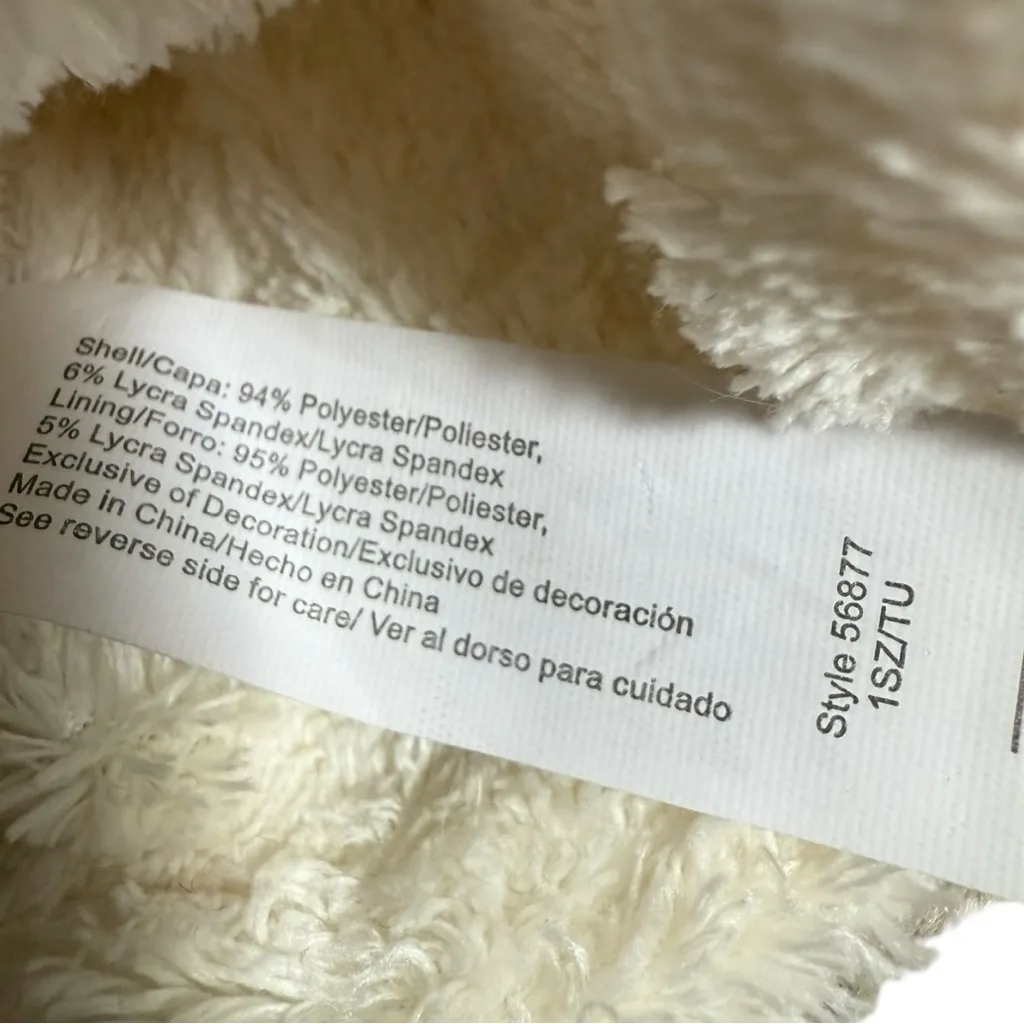 Shell/Capa: 94% Polyester/Poliester,
6% Lycra Spandex/Lycra Spandex
Lining/Forro: 95% Polyester/Poliester,
5% Lycra Spandex/Lycra Spandex
Exclusive of Decoration/Exclusivo de decoración
Made in China/Hecho en China
See reverse side for care/ Ver al dorso para cuidado
Style 56877
1SZ/TU